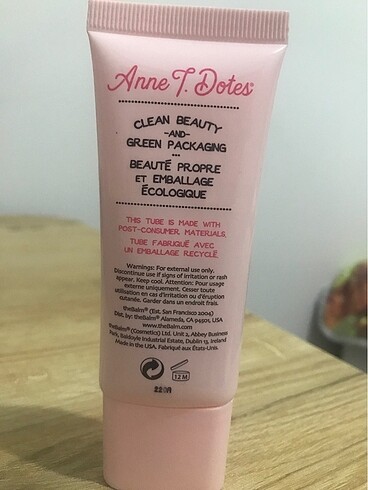 Anne T. Dotes®
CLEAN BEAUTY
-AND-
GREEN PACKAGING
BEAUTÉ PROPRE
ET EMBALLAGE
ÉCOLOGIQUE
THIS TUBE IS MADE WITH
POST-CONSUMER MATERIALS.
TUBE FABRIQUÉ AVEC
UN EMBALLAGE RECYCLÉ.
Warnings: For external use only.
Discontinue use if signs of irritation or rash
appear. Keep cool. Attention: Pour usage
externe uniquement. Cesser toute
utilisation en cas d'irritation ou d'éruption
cutanée. Garder dans un endroit frais.
theBalm® (Est. San Francisco 2004)
Dist. by: theBalm® Alameda, CA 94501, USA
www.theBalm.com
theBalm® (Cosmetics) Ltd. Unit 2, Abbey Business
Park, Baldoyle Industrial Estate, Dublin 13, Ireland
Made in the USA. Fabriqué aux États-Unis.
12 M